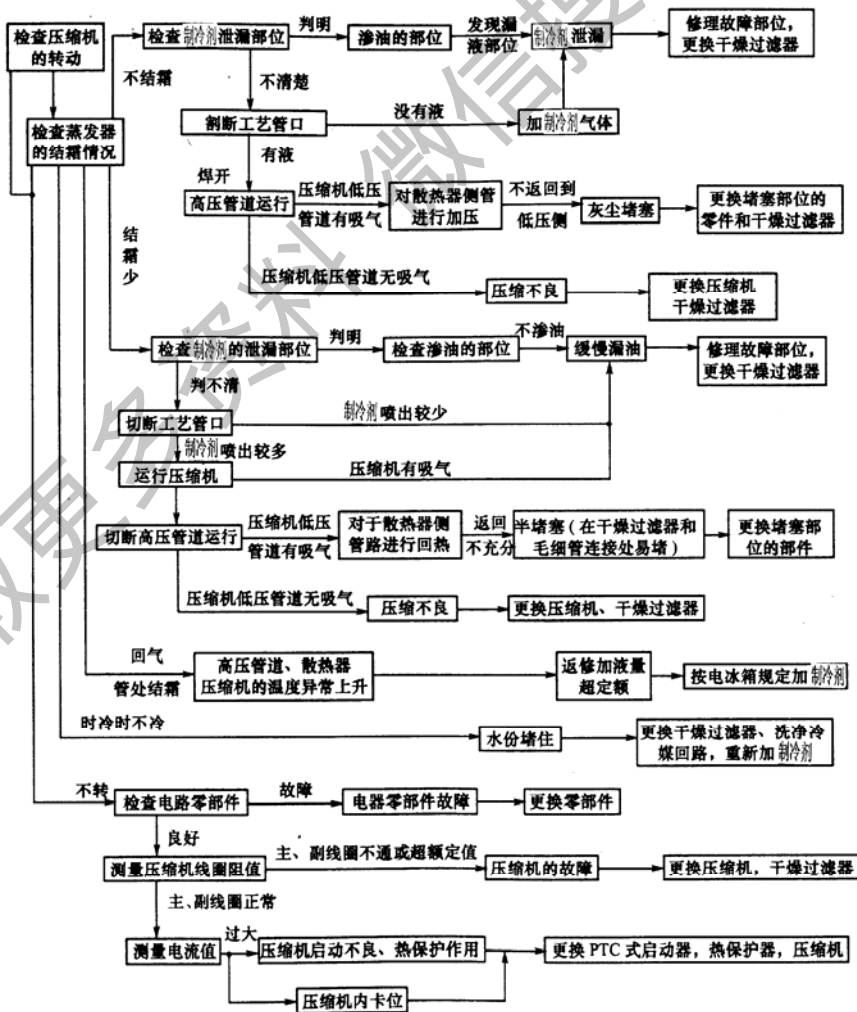 检查压缩机
的转动
检查制冷剂泄漏部位
判明
渗油的部位
发现漏
液部位
制冷剂泄漏
修理故障部位，
更换干燥过滤器
不结霜
不清楚
检查蒸发器
的结霜情况
割断工艺管口
没有液
加制冷剂气体
有液
焊开
高压管道运行
压缩机低压
管道有吸气
对散热器侧管
进行加压
不返回到
低压侧
灰尘堵塞
更换堵塞部位的
零件和干燥过滤器
结
霜
少
压缩机低压管道无吸气
压缩不良
更换压缩机
干燥过滤器
检查制冷剂的泄漏部位
判明
检查渗油的部位
不渗油
缓慢漏油
修理故障部位，
更换干燥过滤器
判不清
切断工艺管口
制冷剂喷出较少
制冷剂喷出较多
运行压缩机
压缩机有吸气
切断高压管道运行
压缩机低压
管道有吸气
对于散热器侧
管路进行回热
返回
不充分
半堵塞（在干燥过滤器和
毛细管连接处易堵）
更换堵塞部
位的部件
压缩机低压管道无吸气
压缩不良
更换压缩机、干燥过滤器
回气
管处结霜
高压管道、散热器
压缩机的温度异常上升
返修加液量
超定额
按电冰箱规定加制冷剂
时冷时不冷
水份堵住
更换干燥过滤器、洗净冷
媒回路，重新加制冷剂
不转
检查电路零部件
故障
电器零部件故障
更换零部件
良好
测量压缩机线圈阻值
主、副线圈不通或超额定值
压缩机的故障
更换压缩机，干燥过滤器
主、副线圈正常
测量电流值
过大
压缩机启动不良、热保护作用
更换 PTC 式启动器，热保护器，压缩机
压缩机内卡位
更多资料 微信搜